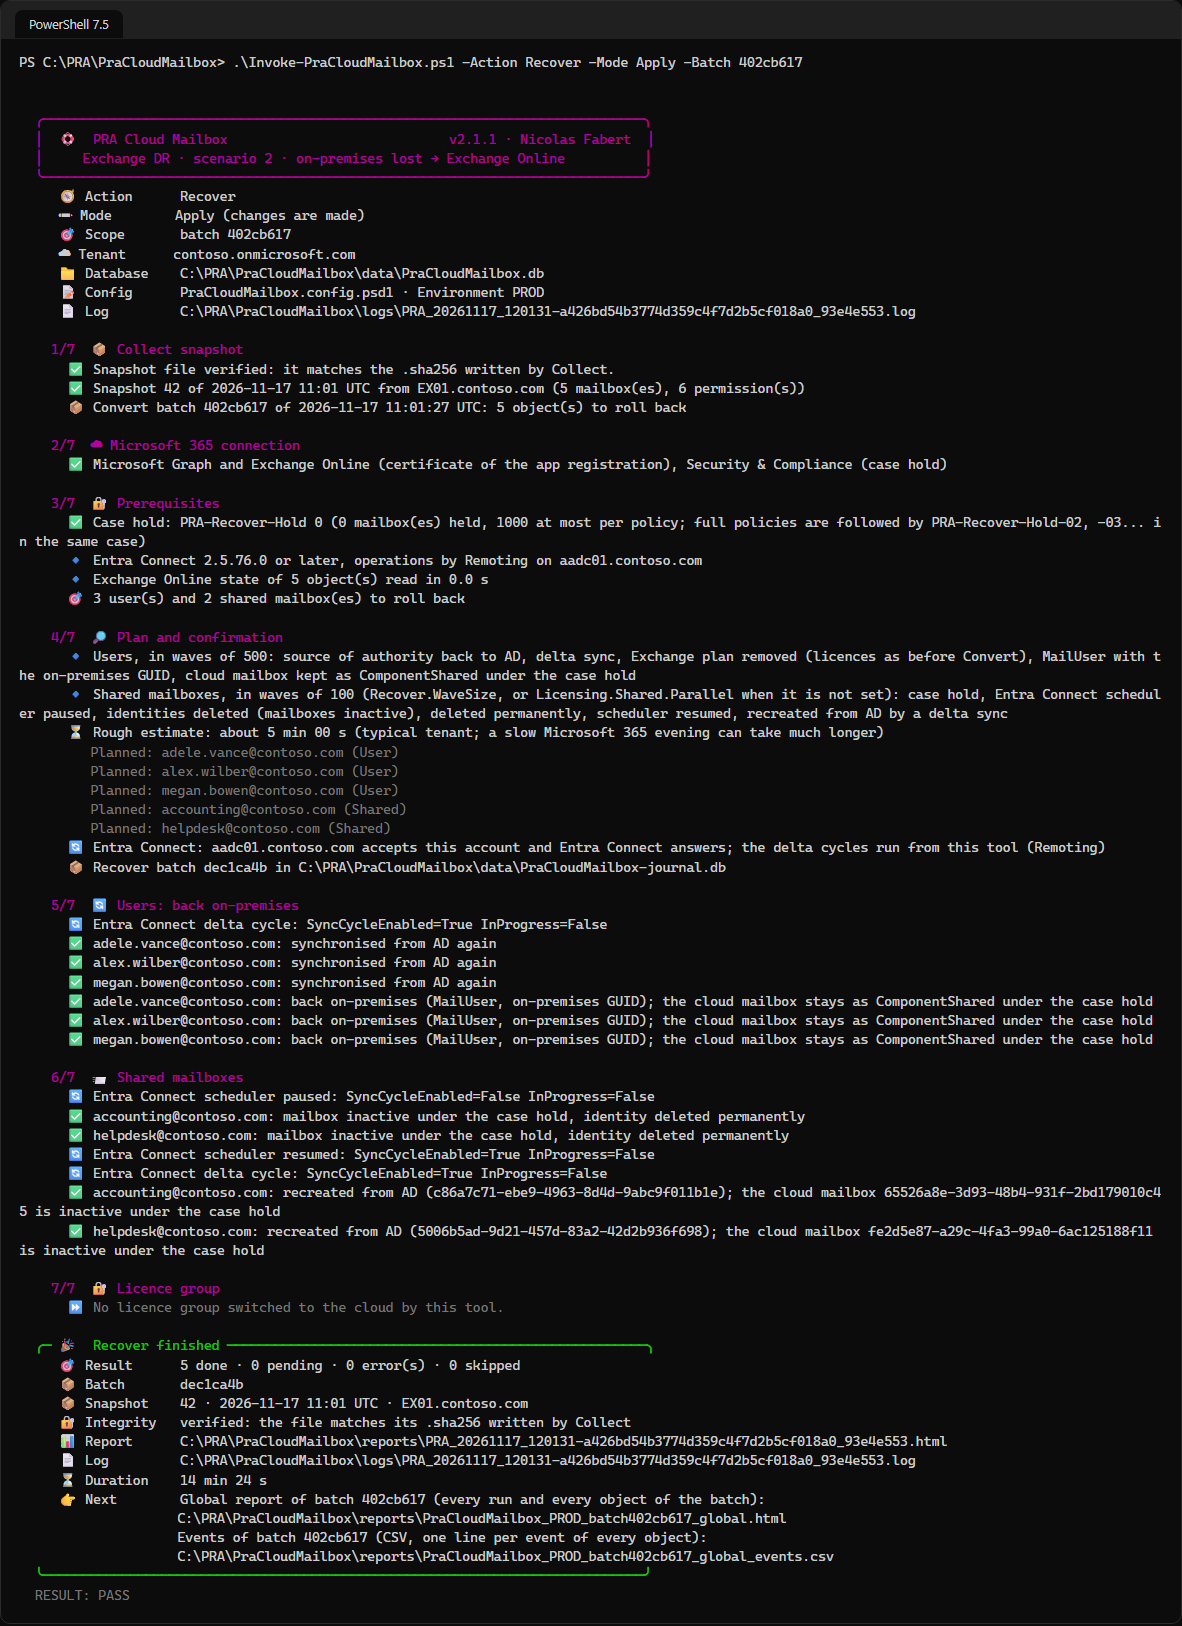 PowerShell 7.5
PS C:\PRA\PraCloudMailbox> .\Invoke-PraCloudMailbox.ps1 -Action Recover -Mode Apply -Batch 402cb617
PRA Cloud Mailbox v2.1.1 · Nicolas Fabert
Exchange DR · scenario 2 · on-premises lost → Exchange Online
Action Recover
Mode Apply (changes are made)
Scope batch 402cb617
Tenant contoso.onmicrosoft.com
Database C:\PRA\PraCloudMailbox\data\PraCloudMailbox.db
Config PraCloudMailbox.config.psd1 · Environment PROD
Log C:\PRA\PraCloudMailbox\logs\PRA_20261117_120131-a426bd54b3774d359c4f7d2b5cf018a0_93e4e553.log
1/7 Collect snapshot
Snapshot file verified: it matches the .sha256 written by Collect.
Snapshot 42 of 2026-11-17 11:01 UTC from EX01.contoso.com (5 mailbox(es), 6 permission(s))
Convert batch 402cb617 of 2026-11-17 11:01:27 UTC: 5 object(s) to roll back
2/7 Microsoft 365 connection
Microsoft Graph and Exchange Online (certificate of the app registration), Security & Compliance (case hold)
3/7 Prerequisites
Case hold: PRA-Recover-Hold 0 (0 mailbox(es) held, 1000 at most per policy; full policies are followed by PRA-Recover-Hold-02, -03... i
n the same case)
Entra Connect 2.5.76.0 or later, operations by Remoting on aadc01.contoso.com
Exchange Online state of 5 object(s) read in 0.0 s
3 user(s) and 2 shared mailbox(es) to roll back
4/7 Plan and confirmation
Users, in waves of 500: source of authority back to AD, delta sync, Exchange plan removed (licences as before Convert), MailUser with t
he on-premises GUID, cloud mailbox kept as ComponentShared under the case hold
Shared mailboxes, in waves of 100 (Recover.WaveSize, or Licensing.Shared.Parallel when it is not set): case hold, Entra Connect schedul
er paused, identities deleted (mailboxes inactive), deleted permanently, scheduler resumed, recreated from AD by a delta sync
Rough estimate: about 5 min 00 s (typical tenant; a slow Microsoft 365 evening can take much longer)
Planned: adele.vance@contoso.com (User)
Planned: alex.wilber@contoso.com (User)
Planned: megan.bowen@contoso.com (User)
Planned: accounting@contoso.com (Shared)
Planned: helpdesk@contoso.com (Shared)
Entra Connect: aadc01.contoso.com accepts this account and Entra Connect answers; the delta cycles run from this tool (Remoting)
Recover batch dec1ca4b in C:\PRA\PraCloudMailbox\data\PraCloudMailbox-journal.db
5/7 Users: back on-premises
Entra Connect delta cycle: SyncCycleEnabled=True InProgress=False
adele.vance@contoso.com: synchronised from AD again
alex.wilber@contoso.com: synchronised from AD again
megan.bowen@contoso.com: synchronised from AD again
adele.vance@contoso.com: back on-premises (MailUser, on-premises GUID); the cloud mailbox stays as ComponentShared under the case hold
alex.wilber@contoso.com: back on-premises (MailUser, on-premises GUID); the cloud mailbox stays as ComponentShared under the case hold
megan.bowen@contoso.com: back on-premises (MailUser, on-premises GUID); the cloud mailbox stays as ComponentShared under the case hold
6/7 Shared mailboxes
Entra Connect scheduler paused: SyncCycleEnabled=False InProgress=False
accounting@contoso.com: mailbox inactive under the case hold, identity deleted permanently
helpdesk@contoso.com: mailbox inactive under the case hold, identity deleted permanently
Entra Connect scheduler resumed: SyncCycleEnabled=True InProgress=False
Entra Connect delta cycle: SyncCycleEnabled=True InProgress=False
accounting@contoso.com: recreated from AD (c86a7c71-ebe9-4963-8d4d-9abc9f011b1e); the cloud mailbox 65526a8e-3d93-48b4-931f-2bd179010c4
5 is inactive under the case hold
helpdesk@contoso.com: recreated from AD (5006b5ad-9d21-457d-83a2-42d2b936f698); the cloud mailbox fe2d5e87-a29c-4fa3-99a0-6ac125188f11
is inactive under the case hold
7/7 Licence group
No licence group switched to the cloud by this tool.
Recover finished
Result 5 done · 0 pending · 0 error(s) · 0 skipped
Batch dec1ca4b
Snapshot 42 · 2026-11-17 11:01 UTC · EX01.contoso.com
Integrity verified: the file matches its .sha256 written by Collect
Report C:\PRA\PraCloudMailbox\reports\PRA_20261117_120131-a426bd54b3774d359c4f7d2b5cf018a0_93e4e553.html
Log C:\PRA\PraCloudMailbox\logs\PRA_20261117_120131-a426bd54b3774d359c4f7d2b5cf018a0_93e4e553.log
Duration 14 min 24 s
Next Global report of batch 402cb617 (every run and every object of the batch):
C:\PRA\PraCloudMailbox\reports\PraCloudMailbox_PROD_batch402cb617_global.html
Events of batch 402cb617 (CSV, one line per event of every object):
C:\PRA\PraCloudMailbox\reports\PraCloudMailbox_PROD_batch402cb617_global_events.csv
RESULT: PASS